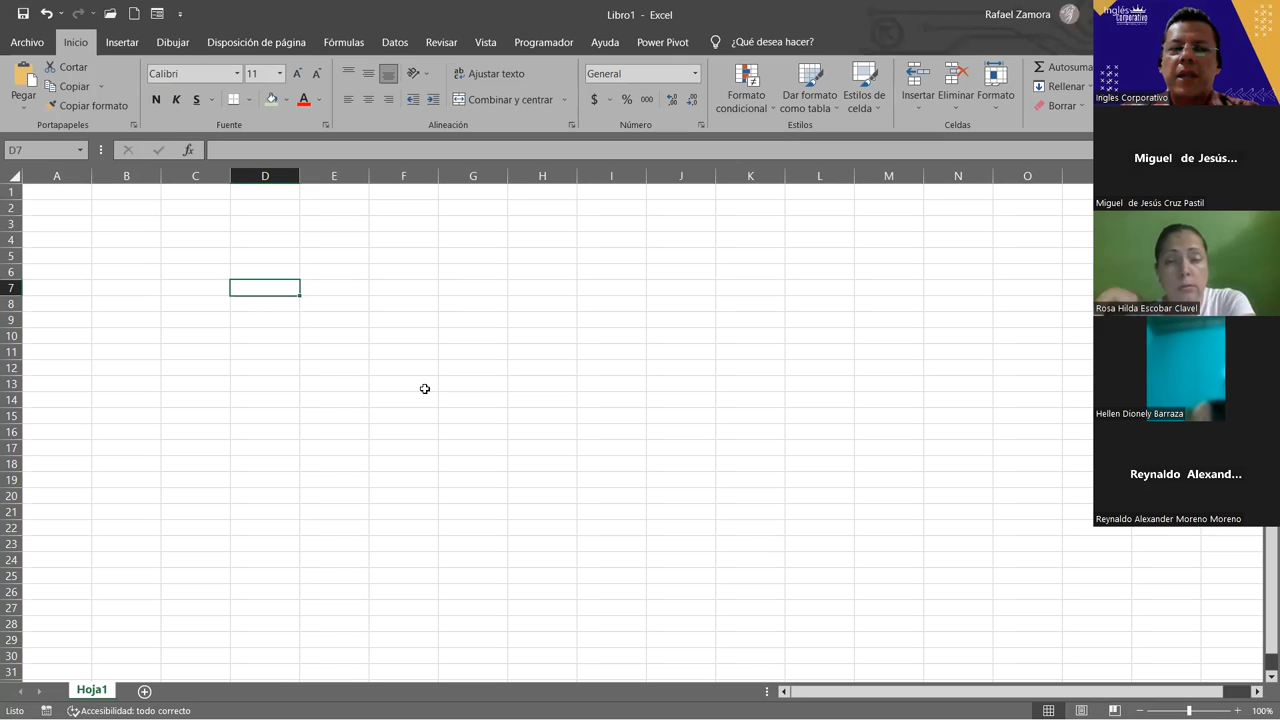 Libro1 - Excel
Rafael Zamora
Archivo Inicio Insertar Dibujar Disposición de página Fórmulas Datos Revisar Vista Programador Ayuda Power Pivot ¿Qué desea hacer?
Pegar
Cortar
Copiar
Copiar formato
Portapapeles
Calibri 11
N K S
Fuente
Ajustar texto
Combinar y centrar
Alineación
General
$ % 000
Número
Formato condicional
Dar formato como tabla
Estilos de celda
Estilos
Insertar Eliminar Formato
Celdas
Autosuma
Rellenar
Borrar
D7
fx
A B C D E F G H I J K L M N O
1
2
3
4
5
6
7
8
9
10
11
12
13
14
15
16
17
18
19
20
21
22
23
24
25
26
27
28
29
30
31
Hoja1
Listo
Accesibilidad: todo correcto
100%
Inglés
Corporativo
Ingles Corporativo
Miguel de Jesús...
Miguel de Jesús Cruz Pastil
Rosa Hilda Escobar Clavel
Hellen Dionely Barraza
Reynaldo Alexand...
Reynaldo Alexander Moreno Moreno